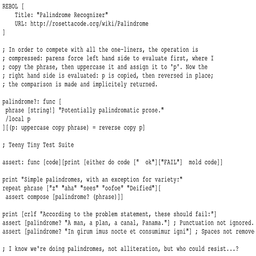 REBOL [
    Title: "Palindrome Recognizer"
    URL: http://rosettacode.org/wiki/Palindrome
]

; In order to compete with all the one-liners, the operation is
; compressed: parens force left hand side to evaluate first, where I
; copy the phrase, then uppercase it and assign it to 'p'. Now the
; right hand side is evaluated: p is copied, then reversed in place;
; the comparison is made and implicitly returned.

palindrome?: func [
 phrase [string!] "Potentially palindromatic prose."
 /local p
][(p: uppercase copy phrase) = reverse copy p]

; Teeny Tiny Test Suite

assert: func [code][print [either do code ["  ok"]["FAIL"]  mold code]]

print "Simple palindromes, with an exception for variety:"
repeat phrase ["z" "aha" "sees" "oofoe" "Deified"][
 assert compose [palindrome? (phrase)]]

print [crlf "According to the problem statement, these should fail:"]
assert [palindrome? "A man, a plan, a canal, Panama."] ; Punctuation not ignored.
assert [palindrome? "In girum imus nocte et consumimur igni"] ; Spaces not remove

; I know we're doing palindromes, not alliteration, but who could resist...?